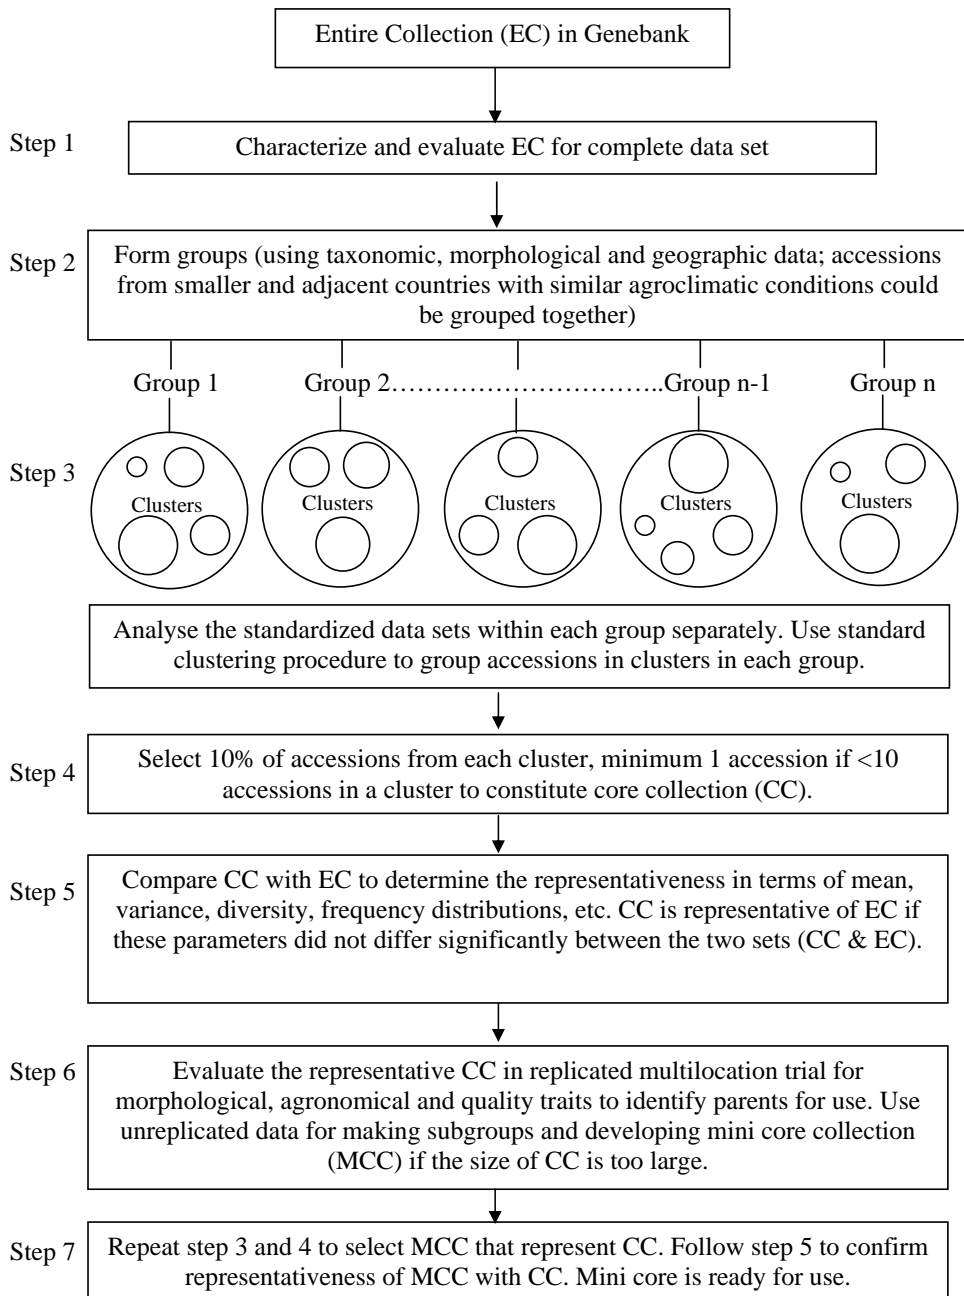 Entire Collection (EC) in Genebank
Step 1
Characterize and evaluate EC for complete data set
Step 2
Form groups (using taxonomic, morphological and geographic data; accessions
from smaller and adjacent countries with similar agroclimatic conditions could
be grouped together)
Group 1 Group 2………………………..Group n-1 Group n
Step 3
Clusters Clusters Clusters Clusters Clusters
Analyse the standardized data sets within each group separately. Use standard
clustering procedure to group accessions in clusters in each group.
Step 4
Select 10% of accessions from each cluster, minimum 1 accession if <10
accessions in a cluster to constitute core collection (CC).
Step 5
Compare CC with EC to determine the representativeness in terms of mean,
variance, diversity, frequency distributions, etc. CC is representative of EC if
these parameters did not differ significantly between the two sets (CC & EC).
Step 6
Evaluate the representative CC in replicated multilocation trial for
morphological, agronomical and quality traits to identify parents for use. Use
unreplicated data for making subgroups and developing mini core collection
(MCC) if the size of CC is too large.
Step 7
Repeat step 3 and 4 to select MCC that represent CC. Follow step 5 to confirm
representativeness of MCC with CC. Mini core is ready for use.